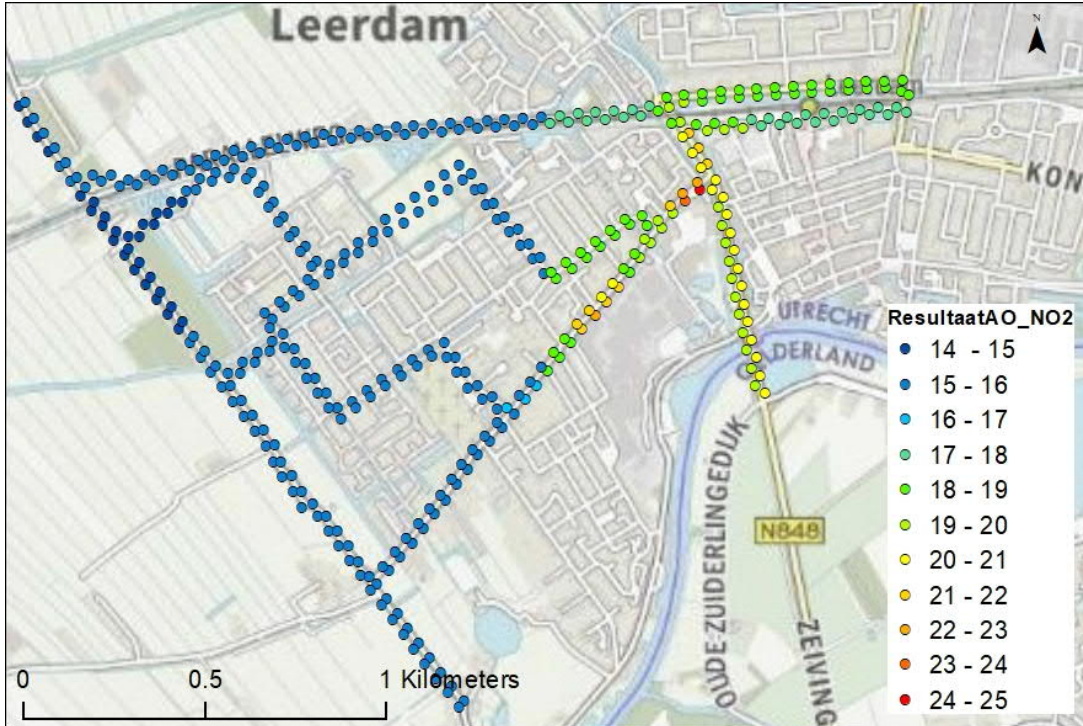 Leerdam
N
KON
UTRECHT
GELDERLAND
OUDE ZUIDERLINGEDIJK
N848
ZEIVING
ResultaatAO_NO2
14 - 15
15 - 16
16 - 17
17 - 18
18 - 19
19 - 20
20 - 21
21 - 22
22 - 23
23 - 24
24 - 25
0 0.5 1 Kilometers